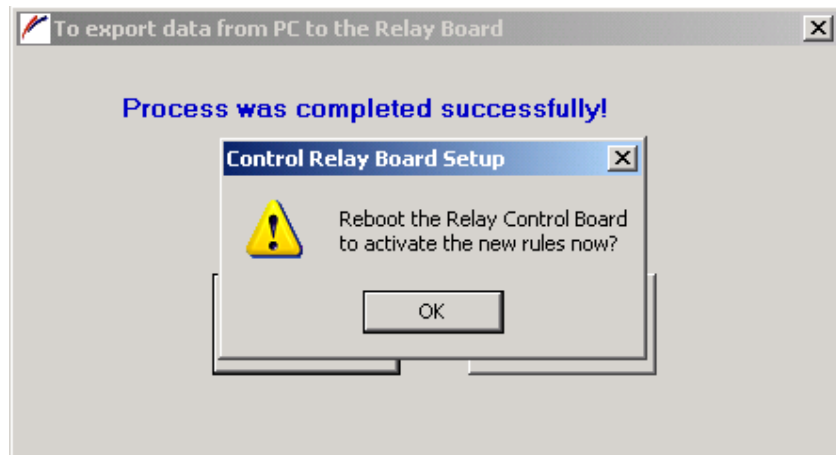 To export data from PC to the Relay Board
Process was completed successfully!
Control Relay Board Setup
Reboot the Relay Control Board
to activate the new rules now?
OK